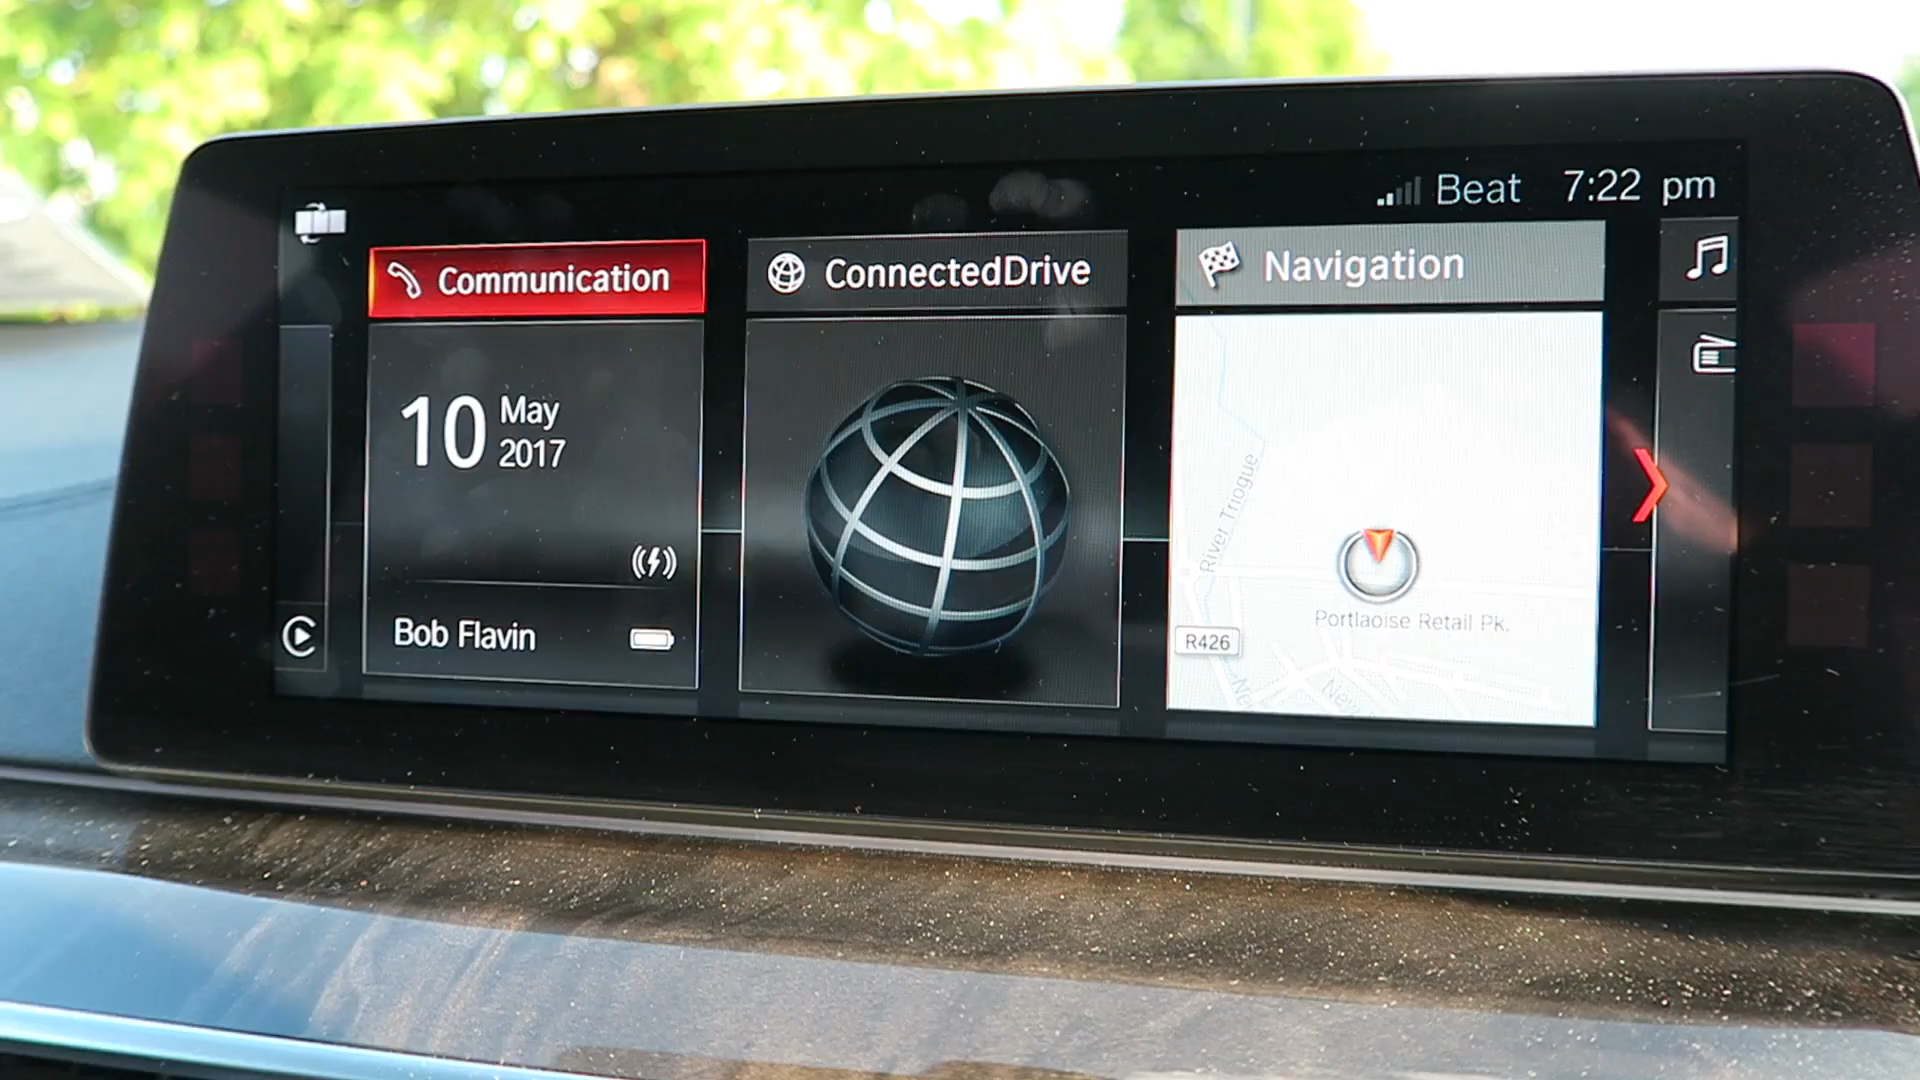 Beat 7:22 pm
Communication
ConnectedDrive
Navigation
10 May
2017
Bob Flavin
River Triogue
Portlaoise Retail Pk.
R426